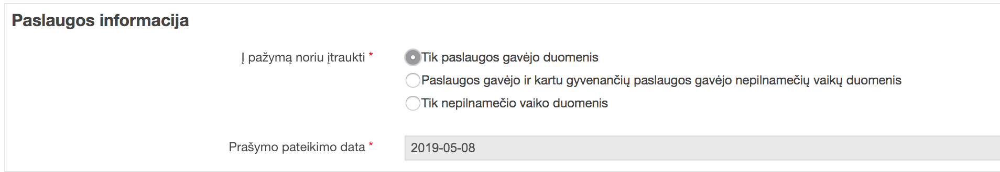 Paslaugos informacija
Į pažymą noriu įtraukti *
Tik paslaugos gavėjo duomenis
Paslaugos gavėjo ir kartu gyvenančių paslaugos gavėjo nepilnamečių vaikų duomenis
Tik nepilnamečio vaiko duomenis
Prašymo pateikimo data *
2019-05-08